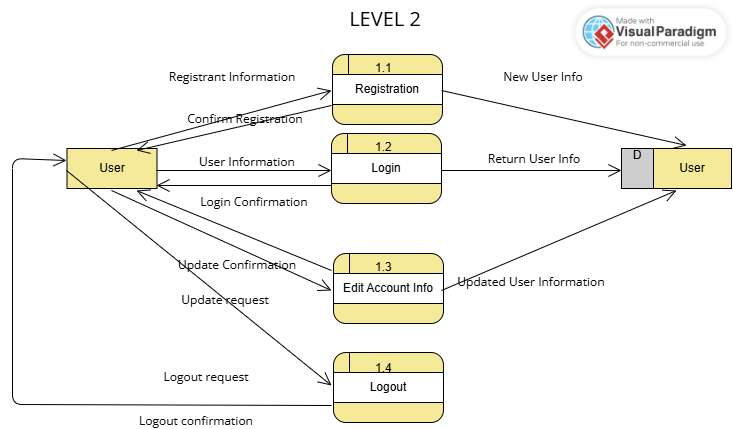 LEVEL 2
Made with
VisualParadigm
For non-commercial use
1.1
Registrant Information
Registration
New User Info
Confirm Registration
1.2
User Information
Login
Return User Info
User
D
User
Login Confirmation
1.3
Update Confirmation
Edit Account Info
Updated User Information
Update request
1.4
Logout request
Logout
Logout confirmation